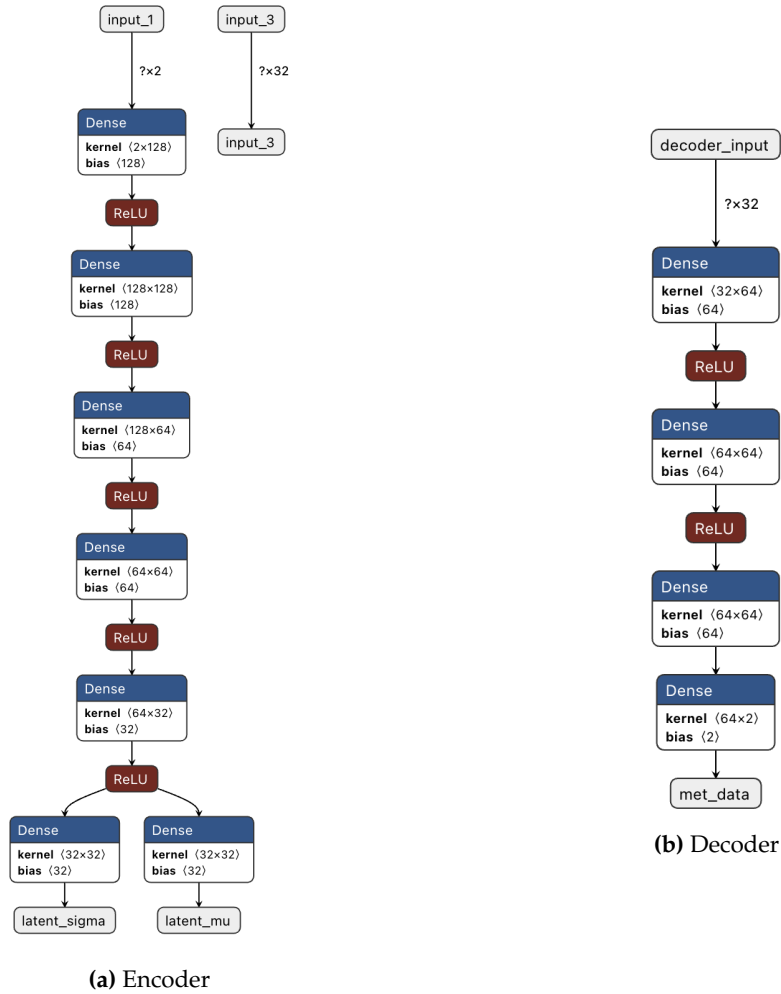 input_1
?×2
Dense
kernel ⟨2×128⟩
bias ⟨128⟩
ReLU
Dense
kernel ⟨128×128⟩
bias ⟨128⟩
ReLU
Dense
kernel ⟨128×64⟩
bias ⟨64⟩
ReLU
Dense
kernel ⟨64×64⟩
bias ⟨64⟩
ReLU
Dense
kernel ⟨64×32⟩
bias ⟨32⟩
ReLU
Dense
kernel ⟨32×32⟩
bias ⟨32⟩
latent_sigma
Dense
kernel ⟨32×32⟩
bias ⟨32⟩
latent_mu
input_3
?×32
input_3
(a) Encoder
decoder_input
?×32
Dense
kernel ⟨32×64⟩
bias ⟨64⟩
ReLU
Dense
kernel ⟨64×64⟩
bias ⟨64⟩
ReLU
Dense
kernel ⟨64×64⟩
bias ⟨64⟩
Dense
kernel ⟨64×2⟩
bias ⟨2⟩
met_data
(b) Decoder